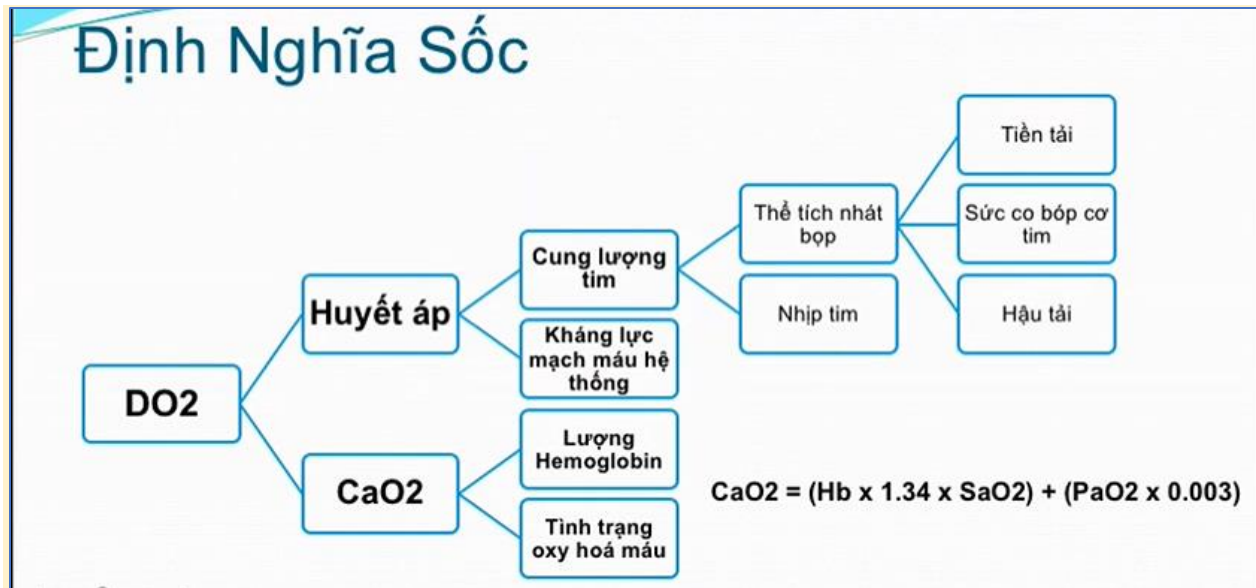 Định Nghĩa Sốc
Tiền tải
Thể tích nhát
bọp
Sức co bóp cơ
tim
Cung lượng
tim
Huyết áp
Nhịp tim
Hậu tải
Kháng lực
mạch máu hệ
thống
DO2
Lượng
Hemoglobin
CaO2
CaO2 = (Hb x 1.34 x SaO2) + (PaO2 x 0.003)
Tình trạng
oxy hoá máu